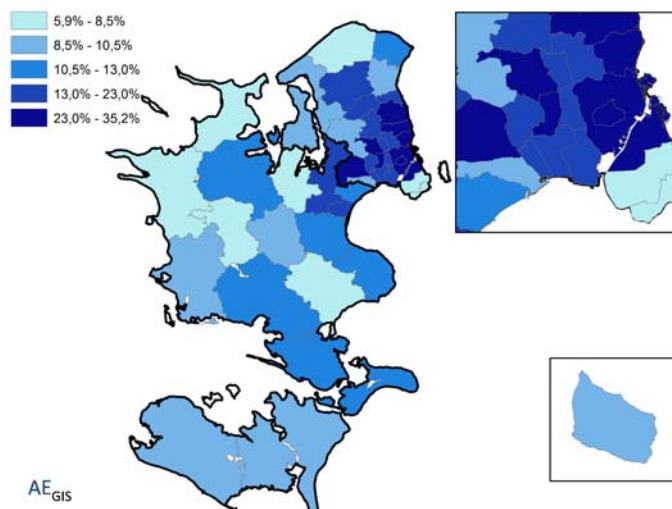 5,9% - 8,5%
8,5% - 10,5%
10,5% - 13,0%
13,0% - 23,0%
23,0% - 35,2%
AEGIS